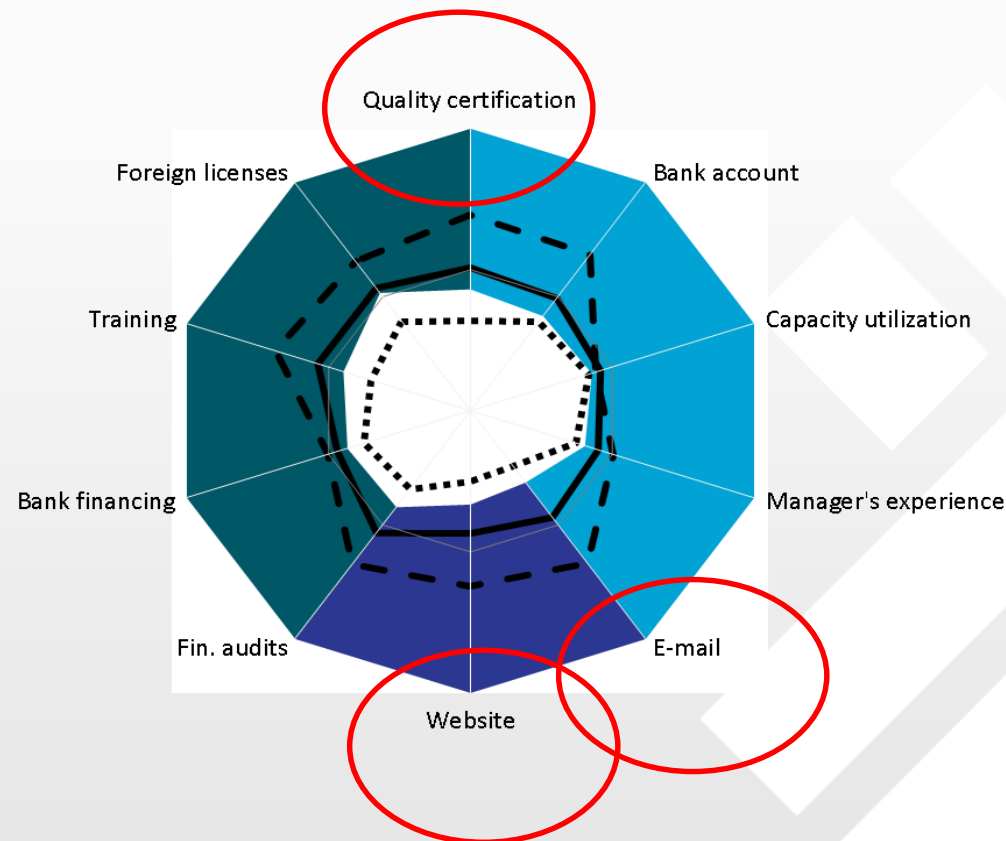 Quality certification
Foreign licenses
Bank account
Training
Capacity utilization
Bank financing
Manager's experience
Fin. audits
E-mail
Website